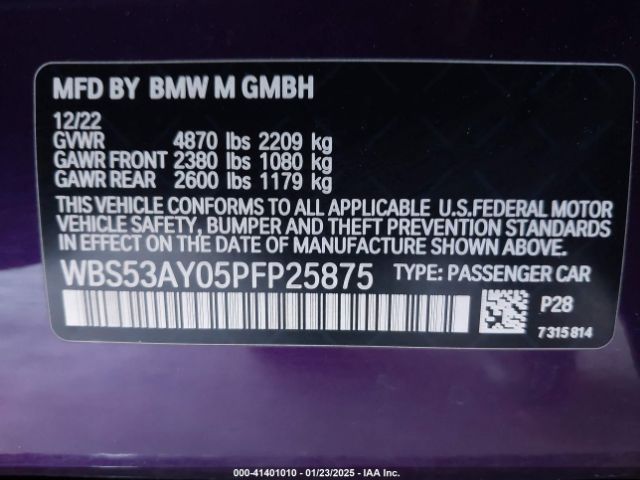 MFD BY BMW M GMBH
12/22
GVWR 4870 lbs 2209 kg
GAWR FRONT 2380 lbs 1080 kg
GAWR REAR 2600 lbs 1179 kg
THIS VEHICLE CONFORMS TO ALL APPLICABLE U.S.FEDERAL MOTOR
VEHICLE SAFETY, BUMPER AND THEFT PREVENTION STANDARDS
IN EFFECT ON THE DATE OF MANUFACTURE SHOWN ABOVE.
WBS53AY05PFP25875 TYPE: PASSENGER CAR
P28
7315814
000-41401010 - 01/23/2025 - IAA Inc.